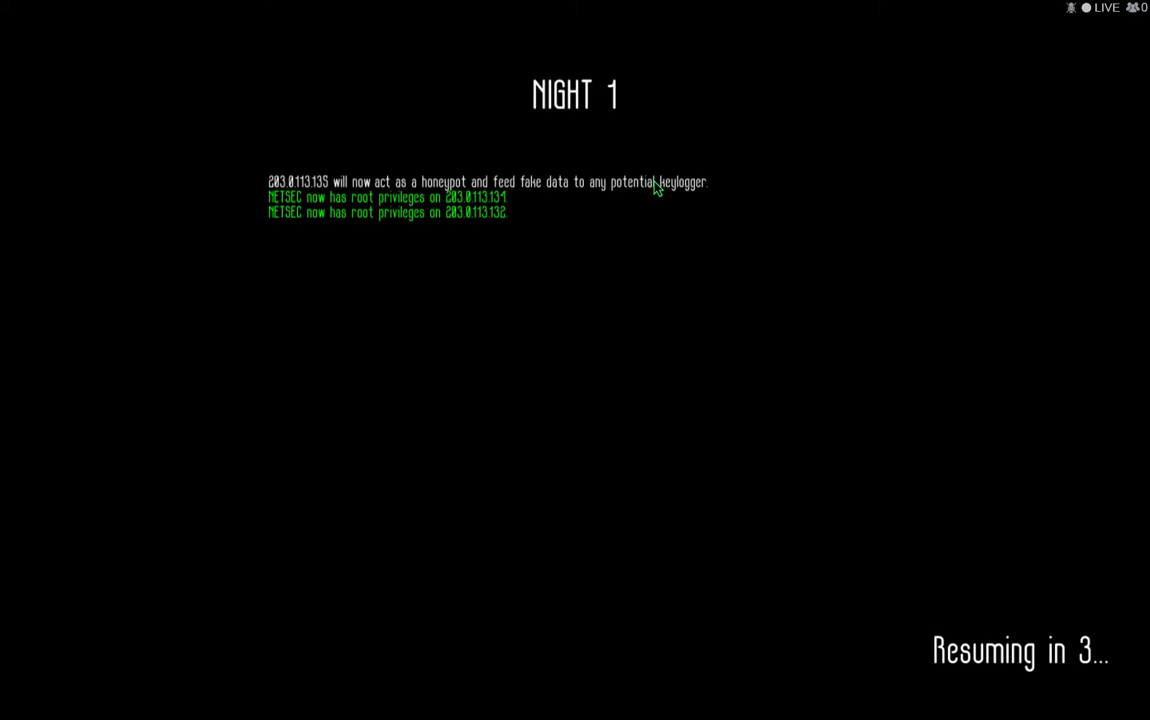 LIVE 0
NIGHT 1
203.0.113.135 will now act as a honeypot and feed fake data to any potential keylogger.
NETSEC now has root privileges on 203.0.113.134.
NETSEC now has root privileges on 203.0.113.132.
Resuming in 3...